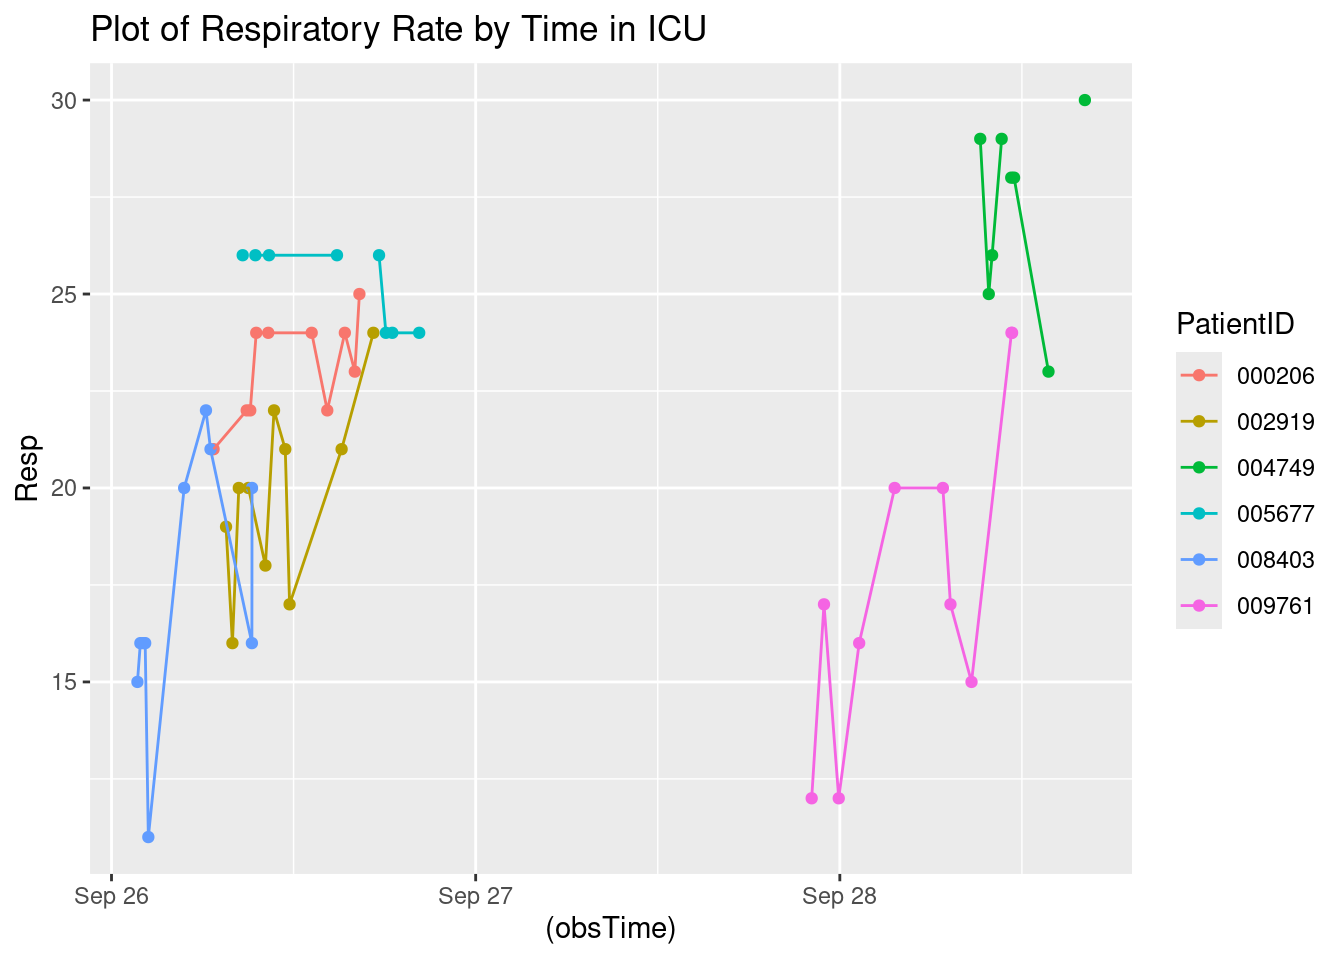 Plot of Respiratory Rate by Time in ICU
30
25
20
15
Resp
Sep 26
Sep 27
Sep 28
(obsTime)
PatientID
000206
002919
004749
005677
008403
009761